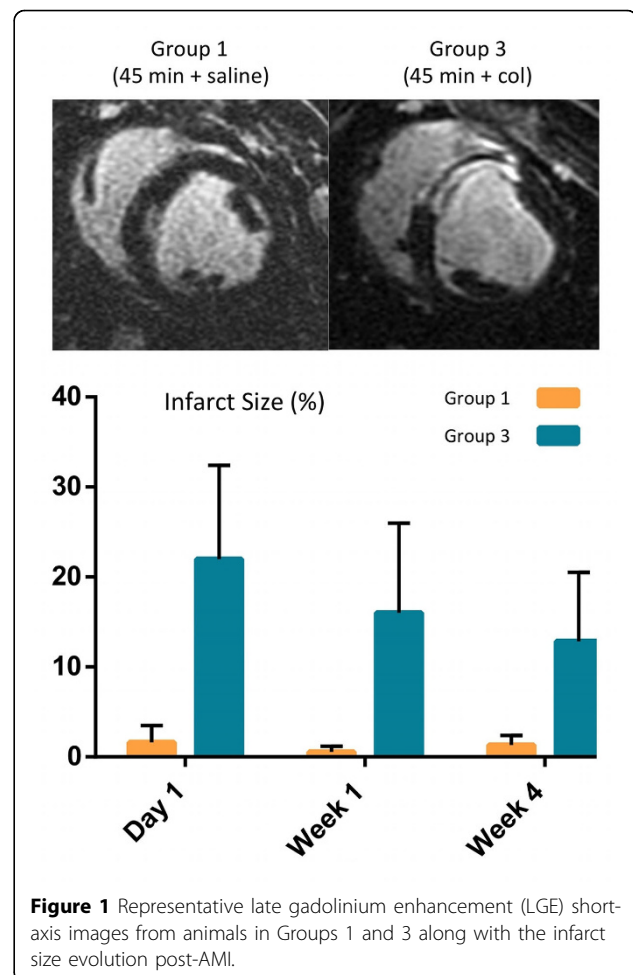 Group 1
(45 min + saline)
Group 3
(45 min + col)
Infarct Size (%)
Group 1
Group 3
40
30
20
10
0
Day 1
Week 1
Week 4
Figure 1 Representative late gadolinium enhancement (LGE) short-
axis images from animals in Groups 1 and 3 along with the infarct
size evolution post-AMI.